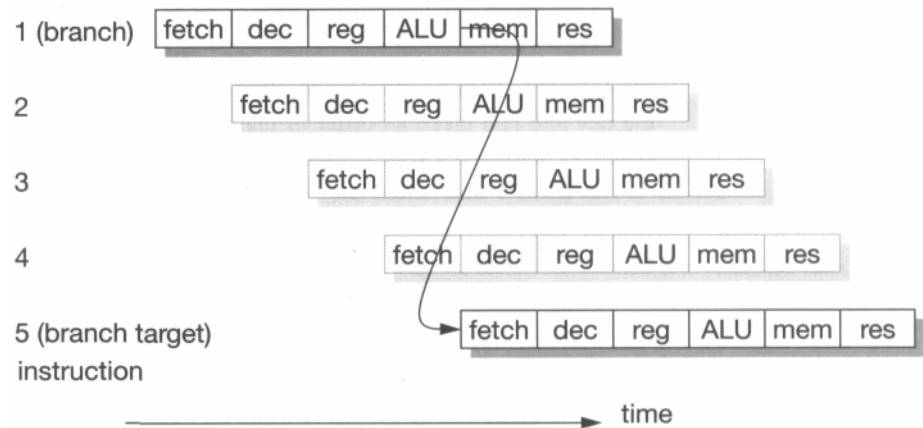 1 (branch) fetch dec reg ALU mem res
2 fetch dec reg ALU mem res
3 fetch dec reg ALU mem res
4 fetch dec reg ALU mem res
5 (branch target) fetch dec reg ALU mem res
instruction
time